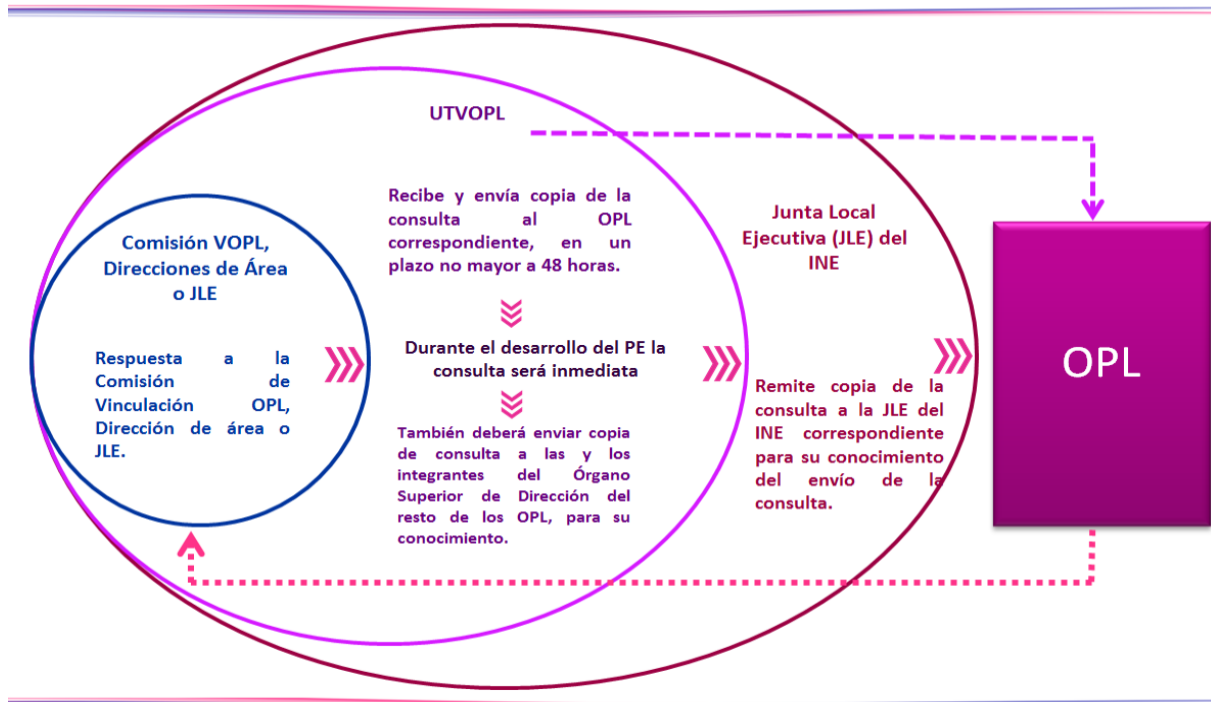 UTVOPL
Comisión VOPL,
Direcciones de Área
o JLE
Respuesta a la
Comisión de
Vinculación OPL,
Dirección de área o
JLE.
Recibe y envía copia de la
consulta al OPL
correspondiente, en un
plazo no mayor a 48 horas.
Durante el desarrollo del PE la
consulta será inmediata
También deberá enviar copia
de consulta a las y los
integrantes del Órgano
Superior de Dirección del
resto de los OPL, para su
conocimiento.
Junta Local
Ejecutiva (JLE) del
INE
Remite copia de la
consulta a la JLE del
INE correspondiente
para su conocimiento
del envío de la
consulta.
OPL